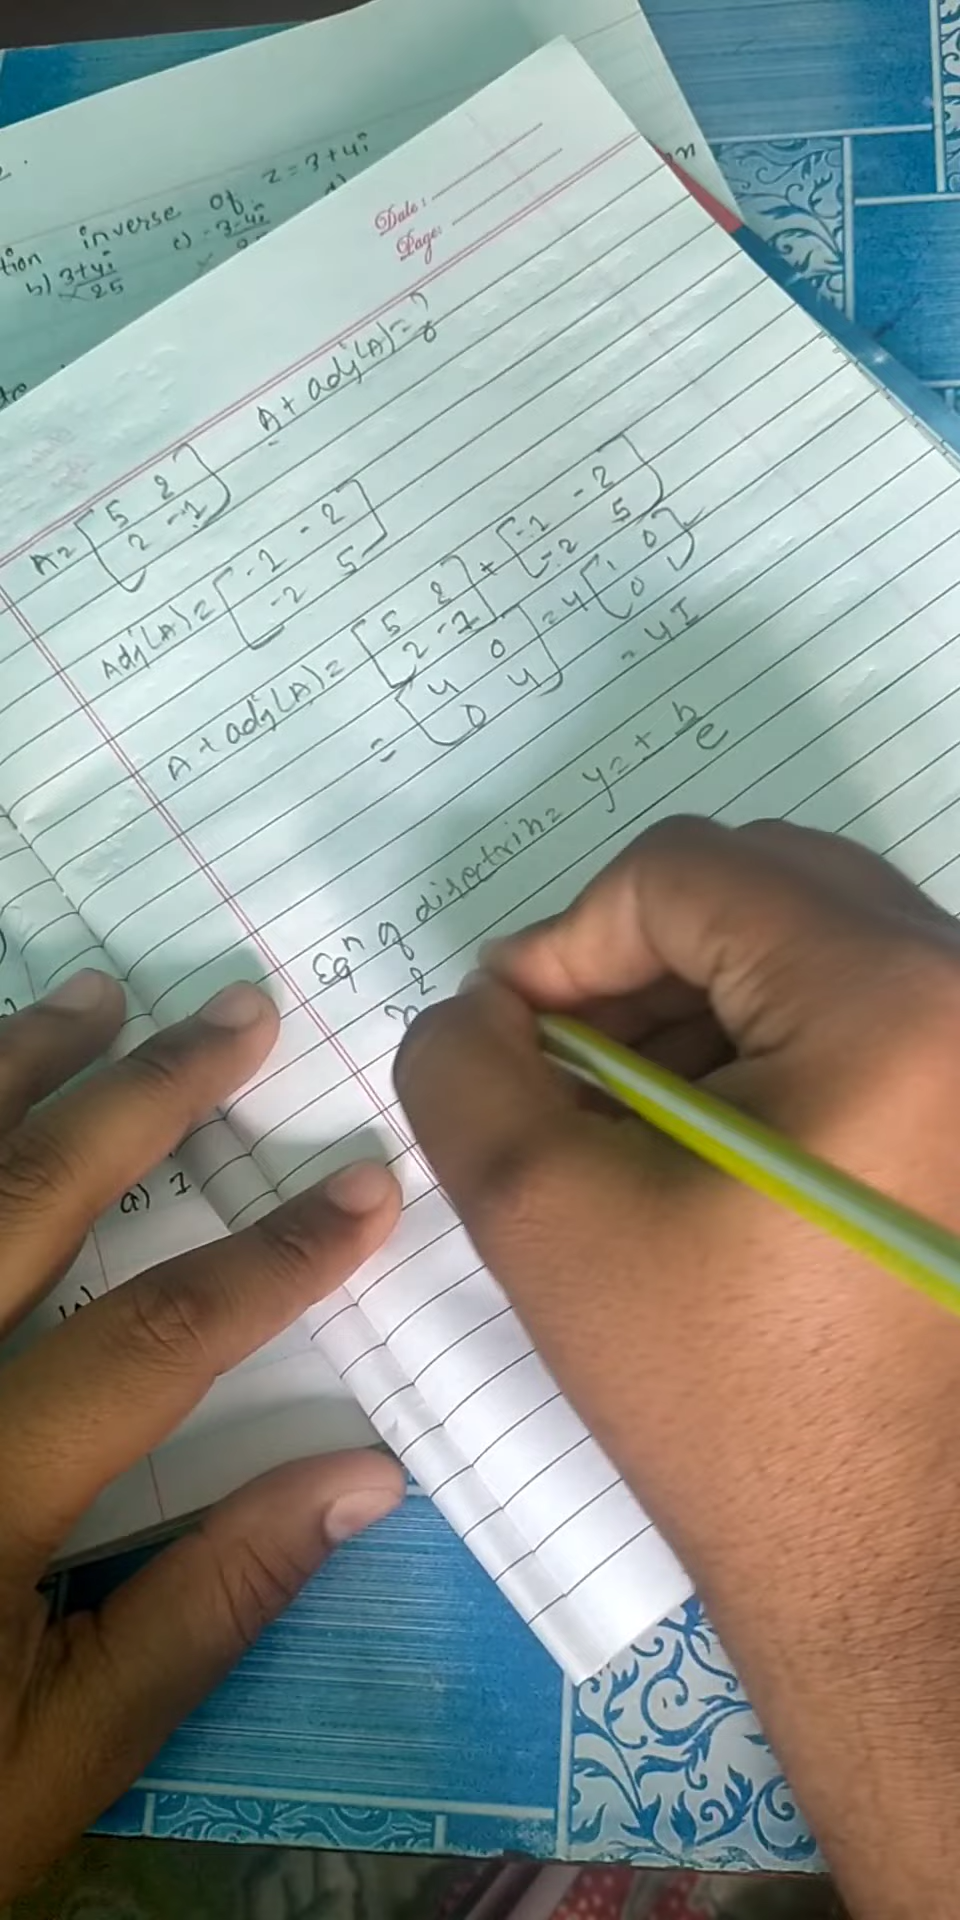 tion inverse of z = 3+4i
b) 3+4i/25 c) -3-4i
Date:
Page:
A = [5 2 A + adj(A) = ?
2 -1]
Adj(A) = [-1 -2
-2 5]
A + adj(A) = [5 2 + [-1 -2
2 -1] -2 5]
= [4 0 = 4 [1 0
0 4] 0
= 4I
Eqn of directrix = y = + b/e
x²
a) 1